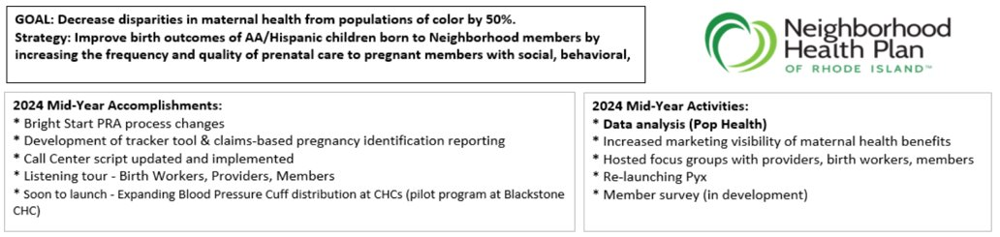 GOAL: Decrease disparities in maternal health from populations of color by 50%.
Strategy: Improve birth outcomes of AA/Hispanic children born to Neighborhood members by
increasing the frequency and quality of prenatal care to pregnant members with social, behavioral,
Neighborhood
Health Plan
OF RHODE ISLAND™
2024 Mid-Year Accomplishments:
* Bright Start PRA process changes
* Development of tracker tool & claims-based pregnancy identification reporting
* Call Center script updated and implemented
* Listening tour - Birth Workers, Providers, Members
* Soon to launch - Expanding Blood Pressure Cuff distribution at CHCs (pilot program at Blackstone
CHC)
2024 Mid-Year Activities:
* Data analysis (Pop Health)
* Increased marketing visibility of maternal health benefits
* Hosted focus groups with providers, birth workers, members
* Re-launching Pyx
* Member survey (in development)